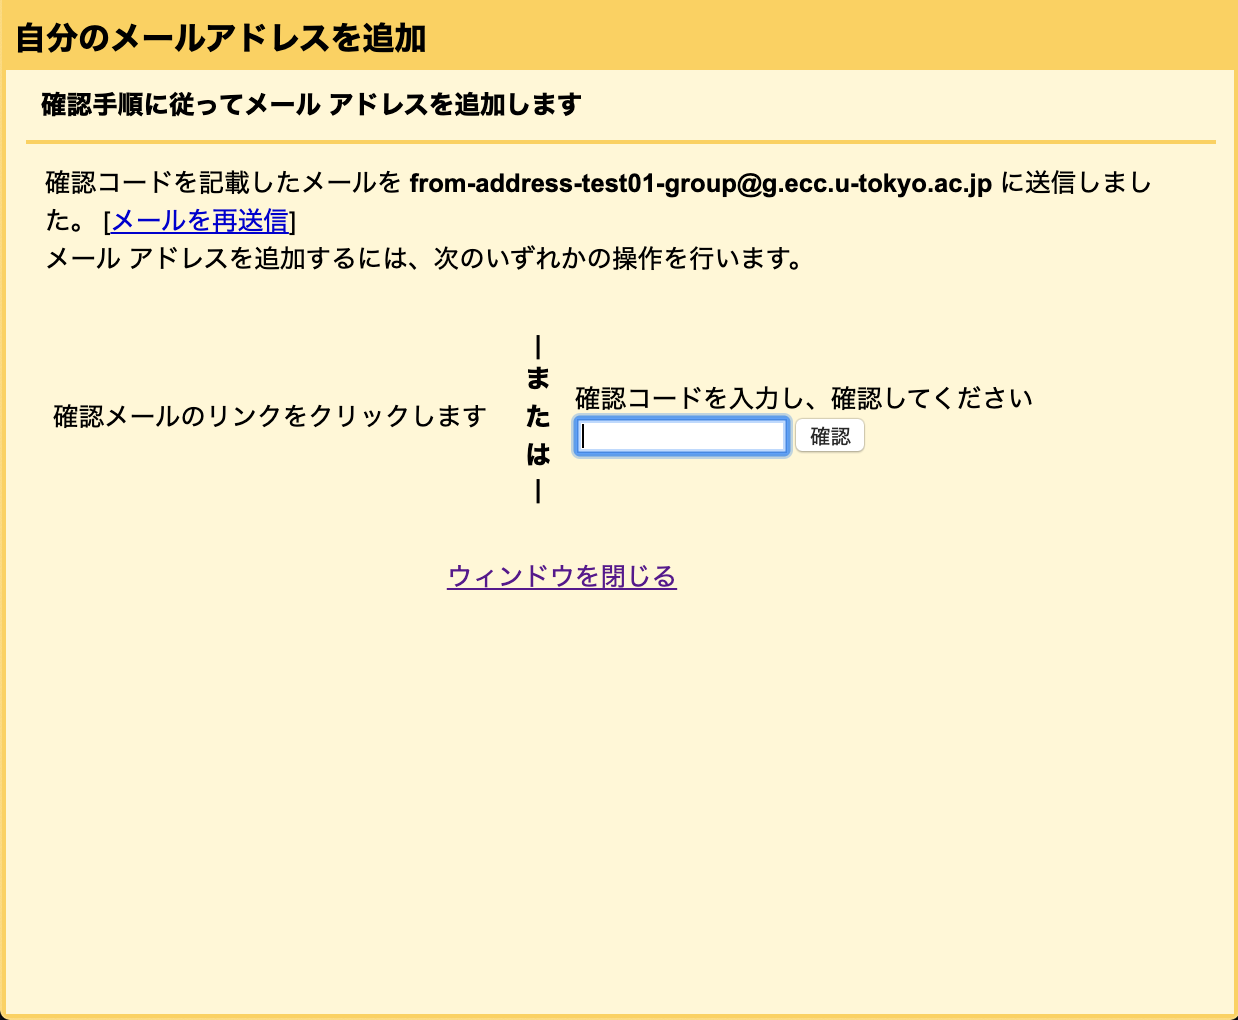 自分のメールアドレスを追加
確認手順に従ってメール アドレスを追加します
確認コードを記載したメールを from-address-test01-group@g.ecc.u-tokyo.ac.jp に送信しまし
た。 [メールを再送信]
メール アドレスを追加するには、次のいずれかの操作を行います。
確認メールのリンクをクリックします
|
ま
た
は
|
確認コードを入力し、確認してください
確認
ウィンドウを閉じる